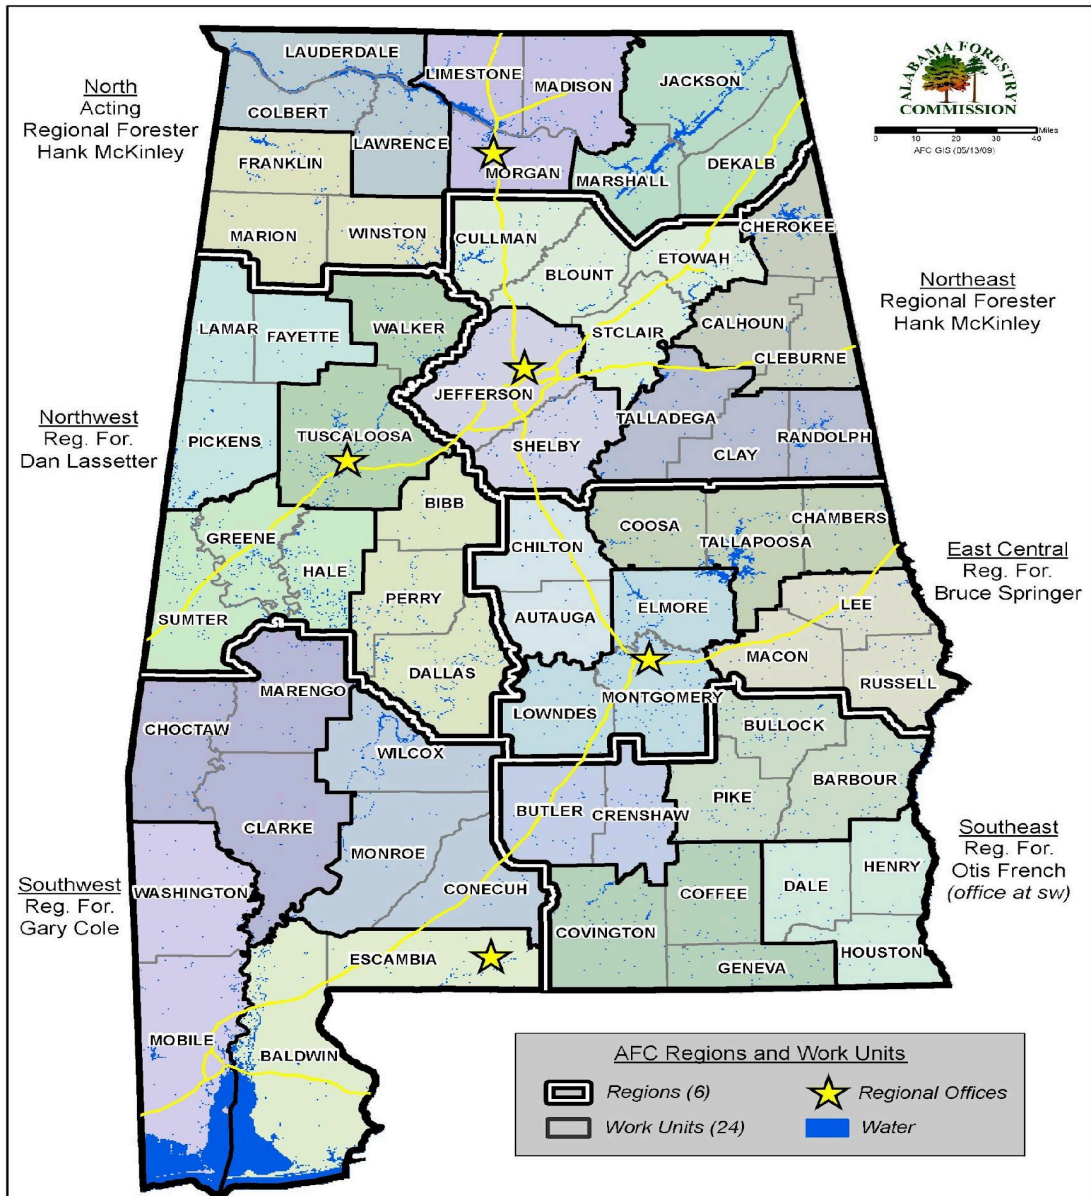 North
Acting
Regional Forester
Hank McKinley
ALABAMA FORESTRY
COMMISSION
0 10 20 30 40 Miles
AFC GIS (05/13/09)
LAUDERDALE
LIMESTONE
MADISON
JACKSON
COLBERT
LAWRENCE
FRANKLIN
MORGAN
MARSHALL
DEKALB
MARION
WINSTON
CULLMAN
BLOUNT
ETOWAH
CHEROKEE
Northeast
Regional Forester
Hank McKinley
LAMAR
FAYETTE
WALKER
STCLAIR
CALHOUN
CLEBURNE
JEFFERSON
Northwest
Reg. For.
Dan Lassetter
PICKENS
TUSCALOOSA
SHELBY
TALLADEGA
CLAY
RANDOLPH
BIBB
GREENE
HALE
CHILTON
COOSA
TALLAPOOSA
CHAMBERS
East Central
Reg. For.
Bruce Springer
SUMTER
PERRY
AUTAUGA
ELMORE
LEE
MACON
RUSSELL
DALLAS
MARENGO
CHOCTAW
LOWNDES
MONTGOMERY
BULLOCK
WILCOX
BARBOUR
BUTLER
CRENSHAW
PIKE
CLARKE
MONROE
CONECUH
Southeast
Reg. For.
Otis French
(office at sw)
Southwest
Reg. For.
Gary Cole
WASHINGTON
COFFEE
DALE
HENRY
COVINGTON
HOUSTON
GENEVA
ESCAMBIA
MOBILE
BALDWIN
AFC Regions and Work Units
Regions (6)
Regional Offices
Work Units (24)
Water